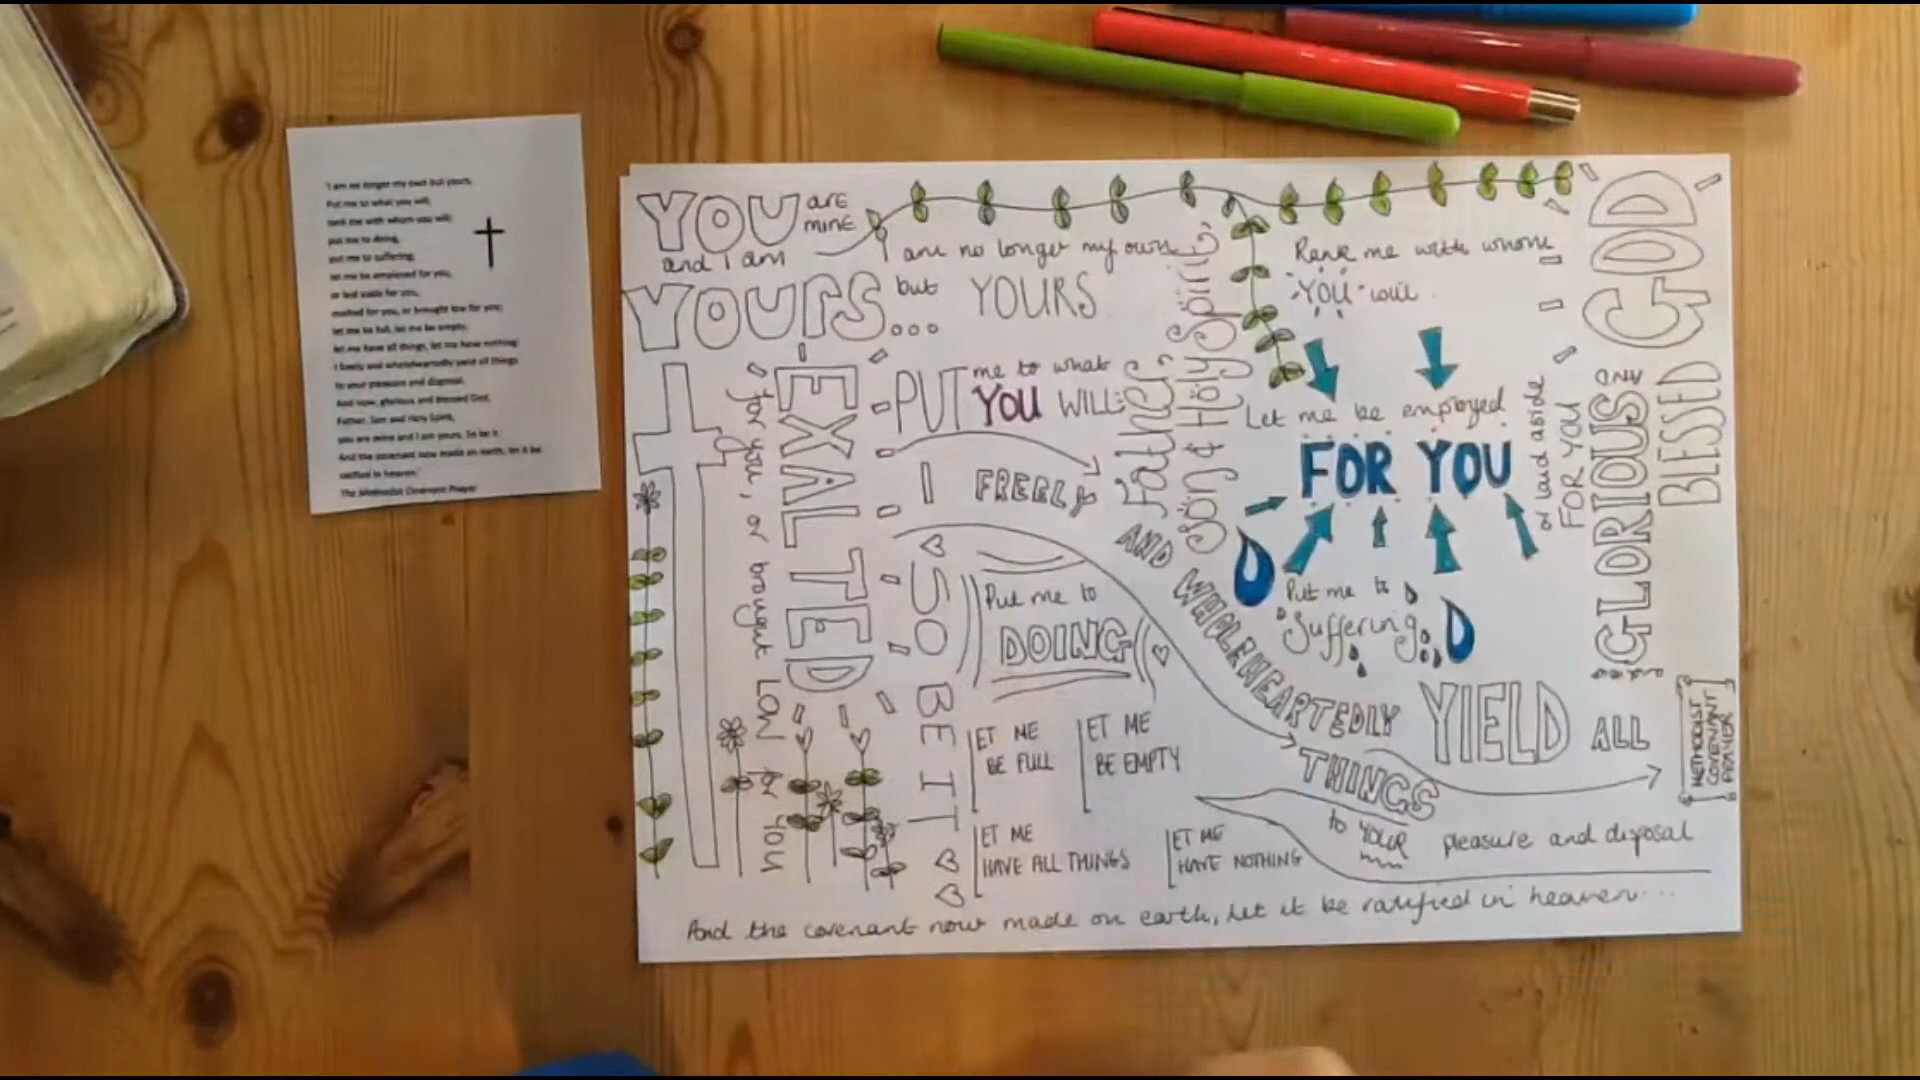 'I am no longer my own but yours,
Put me to what you will,
rank me with whom you will;
put me to doing,
put me to suffering;
let me be employed for you,
or laid aside for you,
exalted for you, or brought low for you;
let me be full, let me be empty,
let me have all things, let me have nothing:
I freely and wholeheartedly yield all things
to your pleasure and disposal.
And now, glorious and blessed God,
Father, Son and Holy Spirit,
you are mine and I am yours. So be it.
And the covenant now made on earth, let it be
ratified in heaven.'
The Methodist Covenant Prayer
YOU are mine
and I am
YOURS...
I am no longer my own
but YOURS
PUT me to what
YOU WILL
Rank me with whom
YOU will
Let me be employed
FOR YOU
or laid aside
FOR YOU
Put me to
Suffering
Put me to
DOING
EXALTED
for you, or brought LOW for YOU
LET ME
BE FULL
LET ME
BE EMPTY
LET ME
HAVE ALL THINGS
LET ME
HAVE NOTHING
I FREELY
AND WHOLEHEARTEDLY
YIELD ALL
THINGS
to YOUR pleasure and disposal
GLORIOUS AND
BLESSED GOD
Father,
Son & Holy Spirit
SO BE IT
And the covenant now made on earth, let it be ratified in heaven...
METHODIST
COVENANT
PRAYER